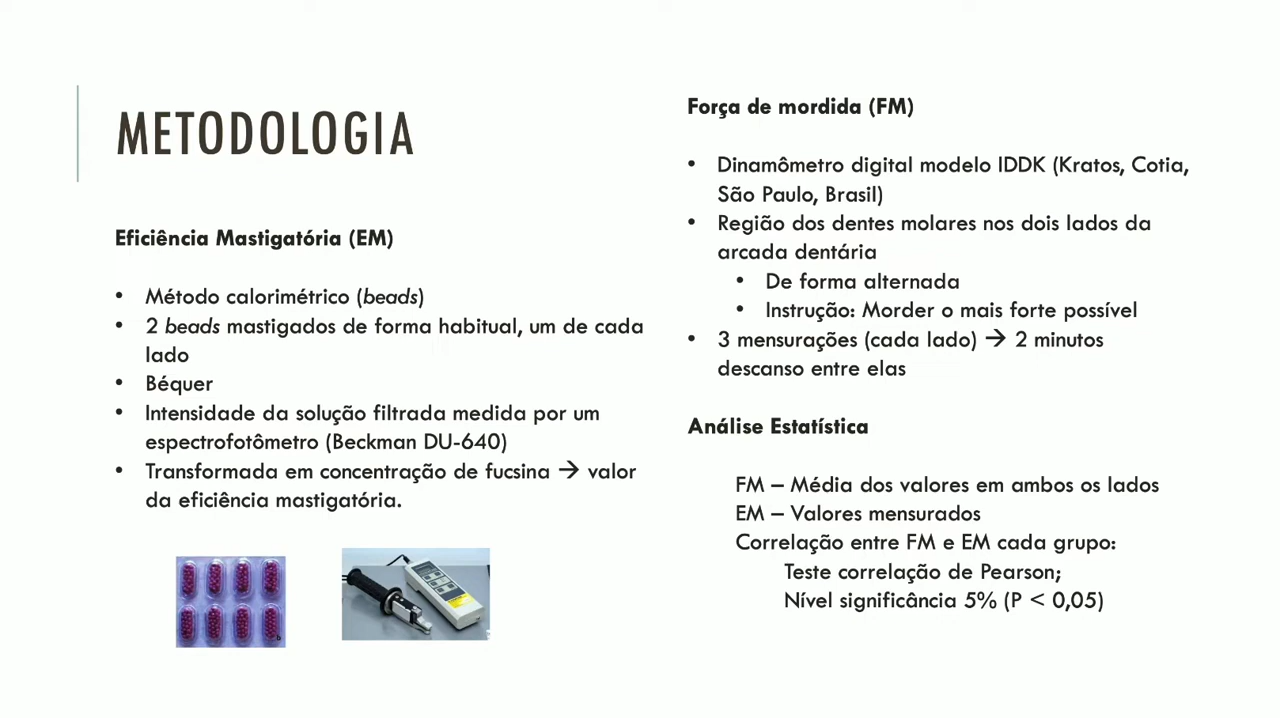 METODOLOGIA
Eficiência Mastigatória (EM)
• Método calorimétrico (beads)
• 2 beads mastigados de forma habitual, um de cada
lado
• Béquer
• Intensidade da solução filtrada medida por um
espectrofotômetro (Beckman DU-640)
• Transformada em concentração de fucsina → valor
da eficiência mastigatória.
b
Força de mordida (FM)
• Dinamômetro digital modelo IDDK (Kratos, Cotia,
São Paulo, Brasil)
• Região dos dentes molares nos dois lados da
arcada dentária
• De forma alternada
• Instrução: Morder o mais forte possível
• 3 mensurações (cada lado) → 2 minutos
descanso entre elas
Análise Estatística
FM – Média dos valores em ambos os lados
EM – Valores mensurados
Correlação entre FM e EM cada grupo:
Teste correlação de Pearson;
Nível significância 5% (P < 0,05)